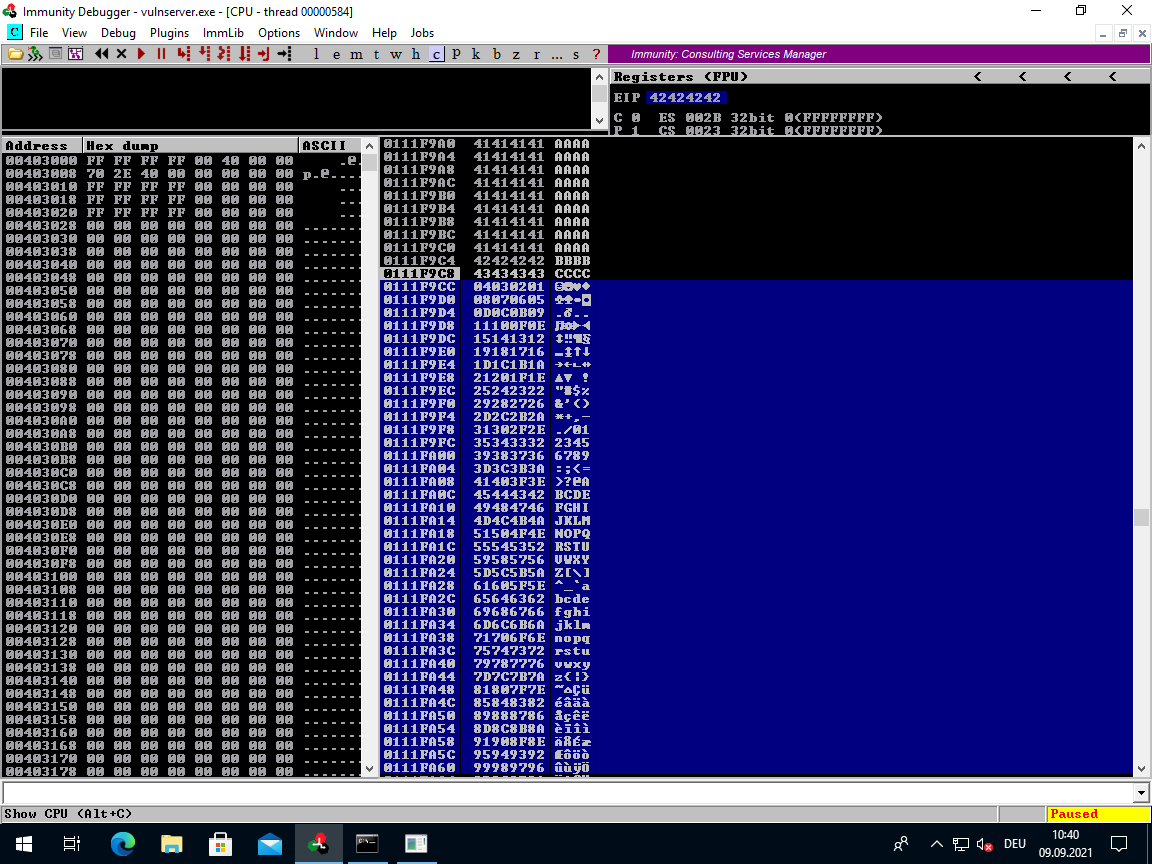 Immunity Debugger - vulnserver.exe - [CPU - thread 00000584]
C File View Debug Plugins ImmLib Options Window Help Jobs
l e m t w h c P k b z r ... s ? Immunity: Consulting Services Manager
Registers (FPU) < < < <
EIP 42424242
C 0 ES 002B 32bit 0(FFFFFFFF)
P 1 CS 0023 32bit 0(FFFFFFFF)
Address Hex dump ASCII
00403000 FF FF FF FF 00 40 00 00 .@.
00403008 70 2E 40 00 00 00 00 00 p.@.....
00403010 FF FF FF FF 00 00 00 00 ....
00403018 FF FF FF FF 00 00 00 00 ....
00403020 FF FF FF FF 00 00 00 00 ....
00403028 00 00 00 00 00 00 00 00 ........
00403030 00 00 00 00 00 00 00 00 ........
00403038 00 00 00 00 00 00 00 00 ........
00403040 00 00 00 00 00 00 00 00 ........
00403048 00 00 00 00 00 00 00 00 ........
00403050 00 00 00 00 00 00 00 00 ........
00403058 00 00 00 00 00 00 00 00 ........
00403060 00 00 00 00 00 00 00 00 ........
00403068 00 00 00 00 00 00 00 00 ........
00403070 00 00 00 00 00 00 00 00 ........
00403078 00 00 00 00 00 00 00 00 ........
00403080 00 00 00 00 00 00 00 00 ........
00403088 00 00 00 00 00 00 00 00 ........
00403090 00 00 00 00 00 00 00 00 ........
00403098 00 00 00 00 00 00 00 00 ........
004030A0 00 00 00 00 00 00 00 00 ........
004030A8 00 00 00 00 00 00 00 00 ........
004030B0 00 00 00 00 00 00 00 00 ........
004030B8 00 00 00 00 00 00 00 00 ........
004030C0 00 00 00 00 00 00 00 00 ........
004030C8 00 00 00 00 00 00 00 00 ........
004030D0 00 00 00 00 00 00 00 00 ........
004030D8 00 00 00 00 00 00 00 00 ........
004030E0 00 00 00 00 00 00 00 00 ........
004030E8 00 00 00 00 00 00 00 00 ........
004030F0 00 00 00 00 00 00 00 00 ........
004030F8 00 00 00 00 00 00 00 00 ........
00403100 00 00 00 00 00 00 00 00 ........
00403108 00 00 00 00 00 00 00 00 ........
00403110 00 00 00 00 00 00 00 00 ........
00403118 00 00 00 00 00 00 00 00 ........
00403120 00 00 00 00 00 00 00 00 ........
00403128 00 00 00 00 00 00 00 00 ........
00403130 00 00 00 00 00 00 00 00 ........
00403138 00 00 00 00 00 00 00 00 ........
00403140 00 00 00 00 00 00 00 00 ........
00403148 00 00 00 00 00 00 00 00 ........
00403150 00 00 00 00 00 00 00 00 ........
00403158 00 00 00 00 00 00 00 00 ........
00403160 00 00 00 00 00 00 00 00 ........
00403168 00 00 00 00 00 00 00 00 ........
00403170 00 00 00 00 00 00 00 00 ........
00403178 00 00 00 00 00 00 00 00 ........
0111F9A0 41414141 AAAA
0111F9A4 41414141 AAAA
0111F9A8 41414141 AAAA
0111F9AC 41414141 AAAA
0111F9B0 41414141 AAAA
0111F9B4 41414141 AAAA
0111F9B8 41414141 AAAA
0111F9BC 41414141 AAAA
0111F9C0 41414141 AAAA
0111F9C4 42424242 BBBB
0111F9C8 43434343 CCCC
0111F9CC 04030201 ☺☻♥♦
0111F9D0 08070605 ♣♠•◘
0111F9D4 0D0C0B09 .♂..
0111F9D8 11100F0E ♫☼►◄
0111F9DC 15141312 ↕‼¶§
0111F9E0 19181716 ▬↨↑↓
0111F9E4 1D1C1B1A →←∟↔
0111F9E8 21201F1E ▲▼ !
0111F9EC 25242322 "#$%
0111F9F0 29282726 &'()
0111F9F4 2D2C2B2A *+,-
0111F9F8 31302F2E ./01
0111F9FC 35343332 2345
0111FA00 39383736 6789
0111FA04 3D3C3B3A :;<=
0111FA08 41403F3E >?@A
0111FA0C 45444342 BCDE
0111FA10 49484746 FGHI
0111FA14 4D4C4B4A JKLM
0111FA18 51504F4E NOPQ
0111FA1C 55545352 RSTU
0111FA20 59585756 VWXY
0111FA24 5D5C5B5A Z[\]
0111FA28 61605F5E ^_`a
0111FA2C 65646362 bcde
0111FA30 69686766 fghi
0111FA34 6D6C6B6A jklm
0111FA38 71706F6E nopq
0111FA3C 75747372 rstu
0111FA40 79787776 vwxy
0111FA44 7D7C7B7A z{|}
0111FA48 81807F7E ~⌂Çü
0111FA4C 85848382 éâäà
0111FA50 89888786 åçêë
0111FA54 8D8C8B8A èïîì
0111FA58 91908F8E ÄÅÉæ
0111FA5C 95949392 ÆôöÒ
0111FA60 99989796 ûùÿÖ
Show CPU (Alt+C)
Paused
DEU
10:40
09.09.2021